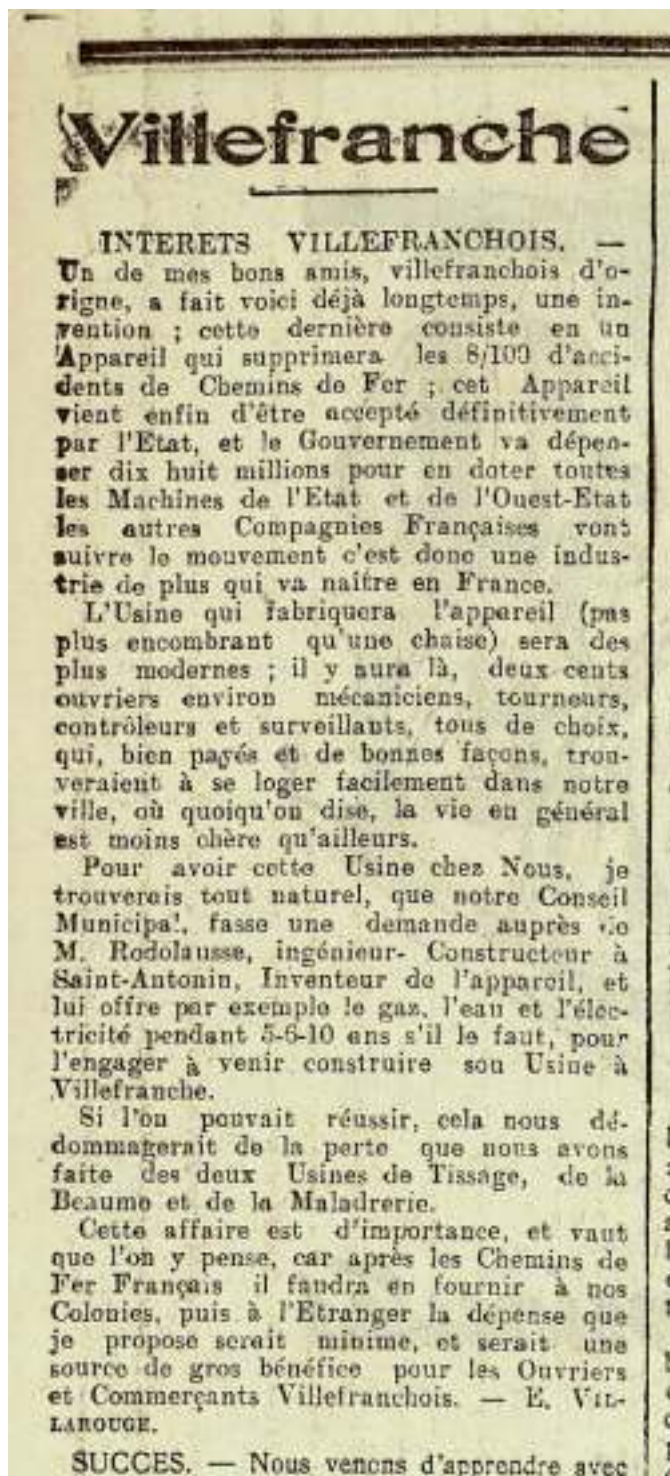 Villefranche
INTERETS VILLEFRANCHOIS. —
Un de mes bons amis, villefranchois d'o-
rigne, a fait voici déjà longtemps, une in-
vention ; cette dernière consiste en un
Appareil qui supprimera les 8/100 d'acci-
dents de Chemins de Fer ; cet Appareil
vient enfin d'être accepté définitivement
par l'Etat, et le Gouvernement va dépen-
ser dix huit millions pour en doter toutes
les Machines de l'Etat et de l'Ouest-Etat
les autres Compagnies Françaises vont
suivre le mouvement c'est donc une indus-
trie de plus qui va naître en France.
L'Usine qui fabriquera l'appareil (pas
plus encombrant qu'une chaise) sera des
plus modernes ; il y aura là, deux cents
ouvriers environ mécaniciens, tourneurs,
contrôleurs et surveillants, tous de choix,
qui, bien payés et de bonnes façons, trou-
veraient à se loger facilement dans notre
ville, où quoiqu'on dise, la vie en général
est moins chère qu'ailleurs.
Pour avoir cette Usine chez Nous, je
trouverais tout naturel, que notre Conseil
Municipal, fasse une demande auprès de
M. Rodolausse, ingénieur- Constructeur à
Saint-Antonin, Inventeur de l'appareil, et
lui offre par exemple le gaz, l'eau et l'élec-
tricité pendant 5-6-10 ans s'il le faut, pour
l'engager à venir construire son Usine à
Villefranche.
Si l'on pouvait réussir, cela nous dé-
dommagerait de la perte que nous avons
faite des deux Usines de Tissage, de la
Beaume et de la Maladrerie.
Cette affaire est d'importance, et vaut
que l'on y pense, car après les Chemins de
Fer Français il faudra en fournir à nos
Colonies, puis à l'Etranger la dépense que
je propose serait minime, et serait une
source de gros bénéfice pour les Ouvriers
et Commerçants Villefranchois. — E. VIL-
LAROUGE.
SUCCES. — Nous venons d'apprendre avec